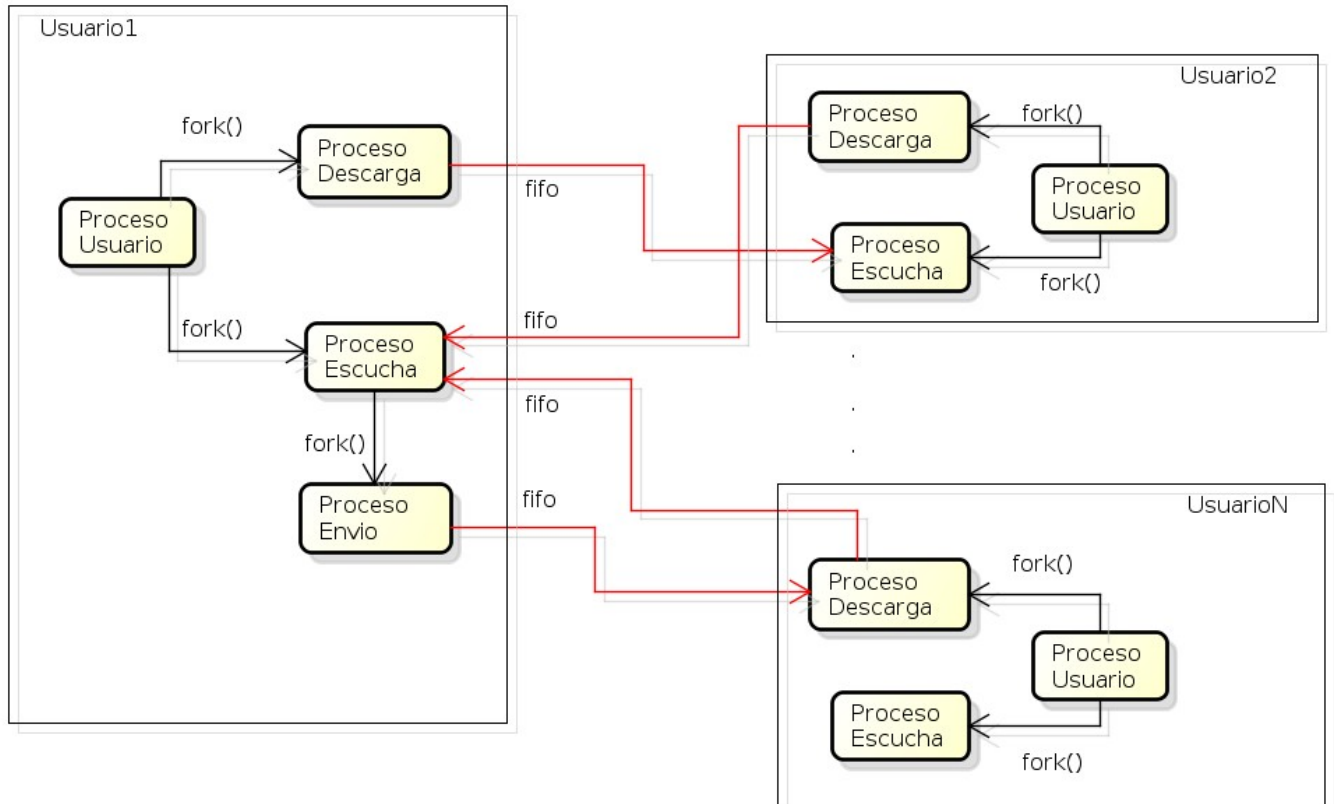 Usuario1
fork()
Proceso
Descarga
Proceso
Usuario
fork()
Proceso
Escucha
fork()
Proceso
Envio
fifo
fifo
fifo
fifo
Usuario2
Proceso
Descarga
fork()
Proceso
Usuario
Proceso
Escucha
fork()
.
.
.
UsuarioN
fork()
Proceso
Descarga
Proceso
Usuario
Proceso
Escucha
fork()